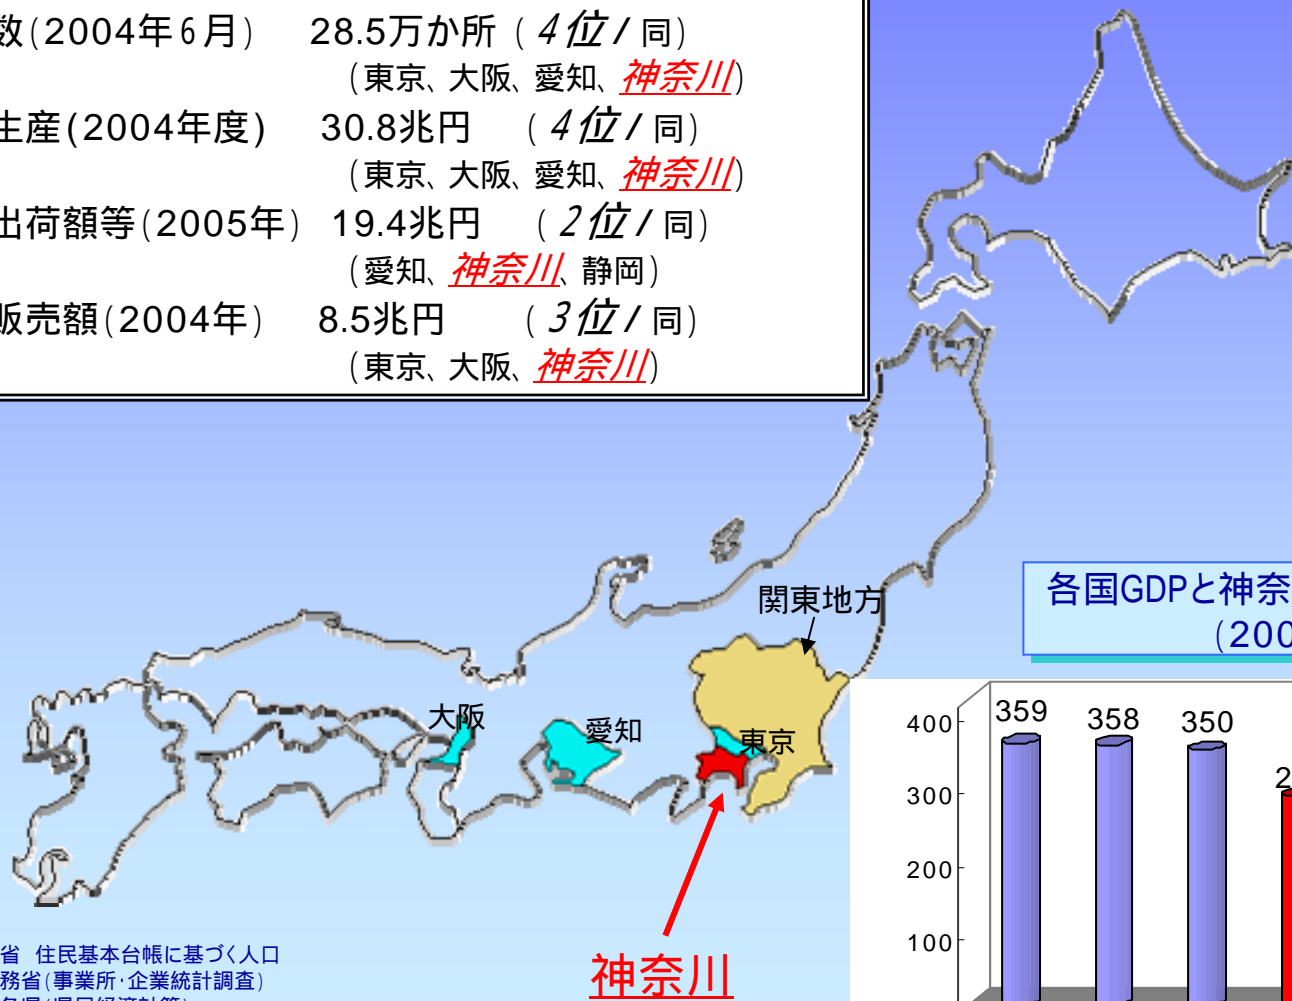 数(2004年6月) 28.5万か所 (4位/同)
(東京、大阪、愛知、神奈川)
生産(2004年度) 30.8兆円 (4位/同)
(東京、大阪、愛知、神奈川)
出荷額等(2005年) 19.4兆円 (2位/同)
(愛知、神奈川、静岡)
販売額(2004年) 8.5兆円 (3位/同)
(東京、大阪、神奈川)
関東地方
各国GDPと神奈
(200
大阪
愛知
東京
神奈川
359
358
350
2
400
300
200
100
省 住民基本台帳に基づく人口
務省(事業所・企業統計調査)